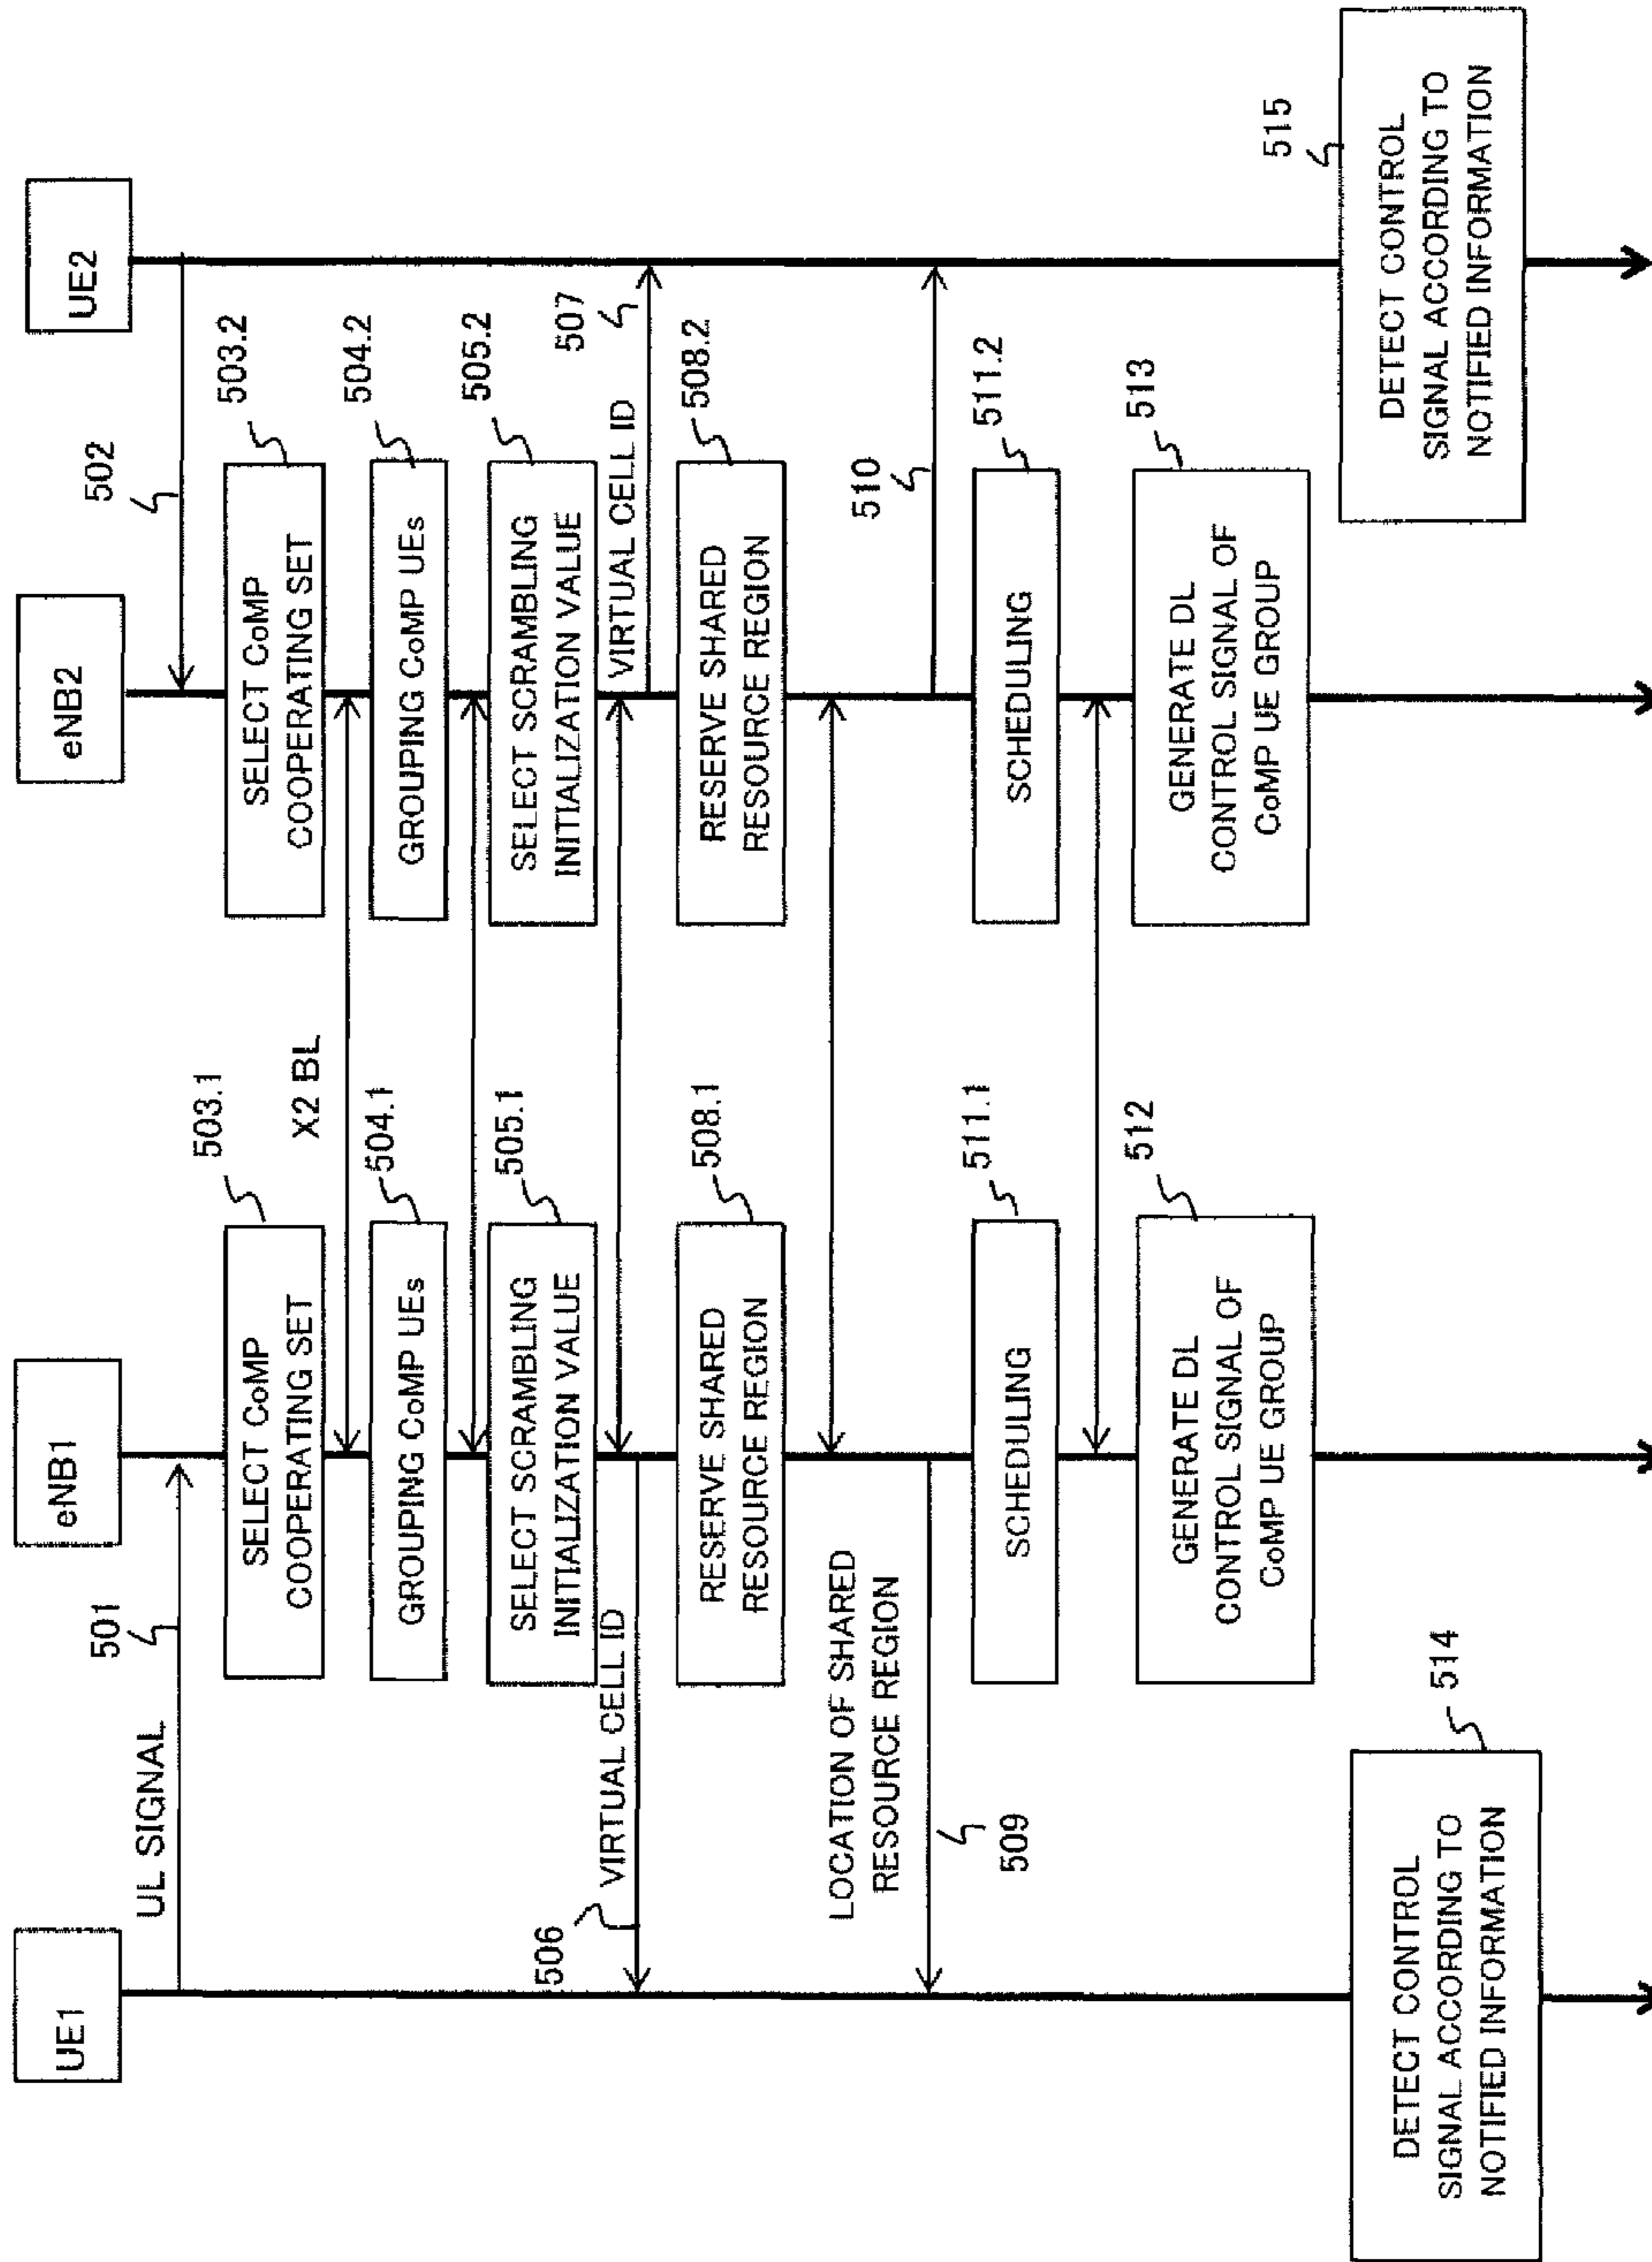 UE1
eNB1
eNB2
UE2
UL SIGNAL
501
502
SELECT CoMP
COOPERATING SET
503.1
SELECT CoMP
COOPERATING SET
503.2
X2 BL
GROUPING CoMP UEs
504.1
GROUPING CoMP UEs
504.2
SELECT SCRAMBLING
INITIALIZATION VALUE
505.1
SELECT SCRAMBLING
INITIALIZATION VALUE
505.2
506
VIRTUAL CELL ID
VIRTUAL CELL ID
507
RESERVE SHARED
RESOURCE REGION
508.1
RESERVE SHARED
RESOURCE REGION
508.2
LOCATION OF SHARED
RESOURCE REGION
509
510
SCHEDULING
511.1
SCHEDULING
511.2
GENERATE DL
CONTROL SIGNAL OF
CoMP UE GROUP
512
GENERATE DL
CONTROL SIGNAL OF
CoMP UE GROUP
513
DETECT CONTROL
SIGNAL ACCORDING TO
NOTIFIED INFORMATION
514
DETECT CONTROL
SIGNAL ACCORDING TO
NOTIFIED INFORMATION
515